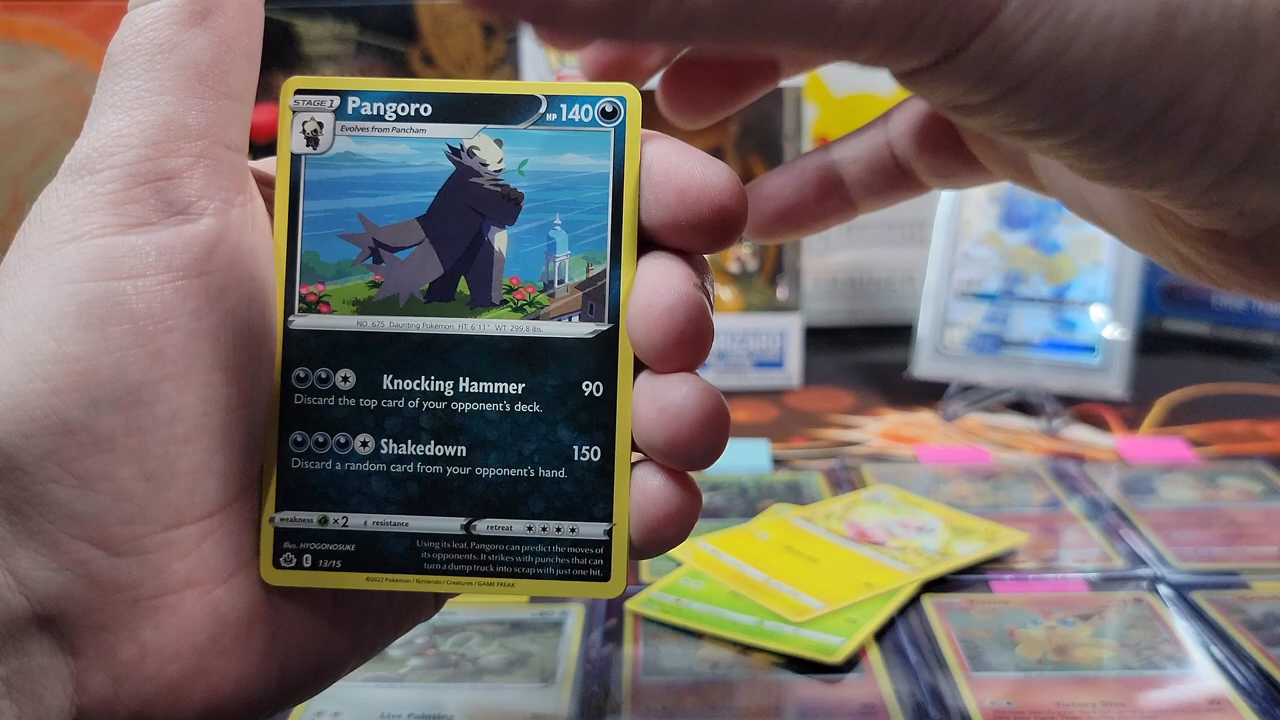 STAGE 1 Pangoro HP 140
Evolves from Pancham
NO. 675 Daunting Pokémon HT: 6'11" WT: 299.8 lbs.
Knocking Hammer 90
Discard the top card of your opponent's deck.
Shakedown 150
Discard a random card from your opponent's hand.
weakness ×2 resistance retreat
Illus. HYOGONOSUKE
Using its leaf, Pangoro can predict the moves of
its opponents. It strikes with punches that can
turn a dump truck into scrap with just one hit.
E 13/15
©2022 Pokémon / Nintendo / Creatures / GAME FREAK